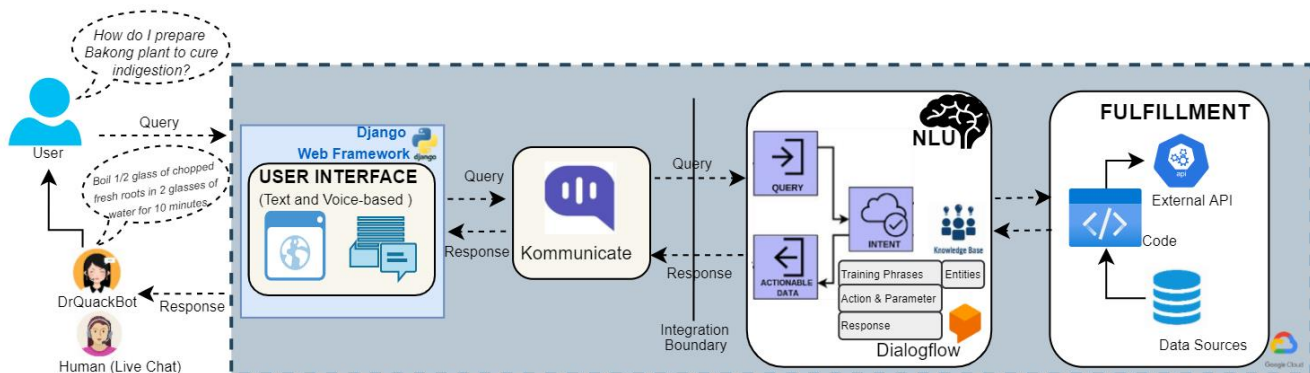 How do I prepare
Bakong plant to cure
indigestion?
User
Query
Boil 1/2 glass of chopped
fresh roots in 2 glasses of
water for 10 minutes
DrQuackBot
Response
Human (Live Chat)
Django
Web Framework
django
USER INTERFACE
(Text and Voice-based )
Query
Response
Kommunicate
Query
Response
Integration
Boundary
NLU
QUERY
INTENT
ACTIONABLE
DATA
Knowledge Base
Training Phrases
Entities
Action & Parameter
Response
Dialogflow
FULFILLMENT
api
External API
Code
Data Sources
Google Cloud